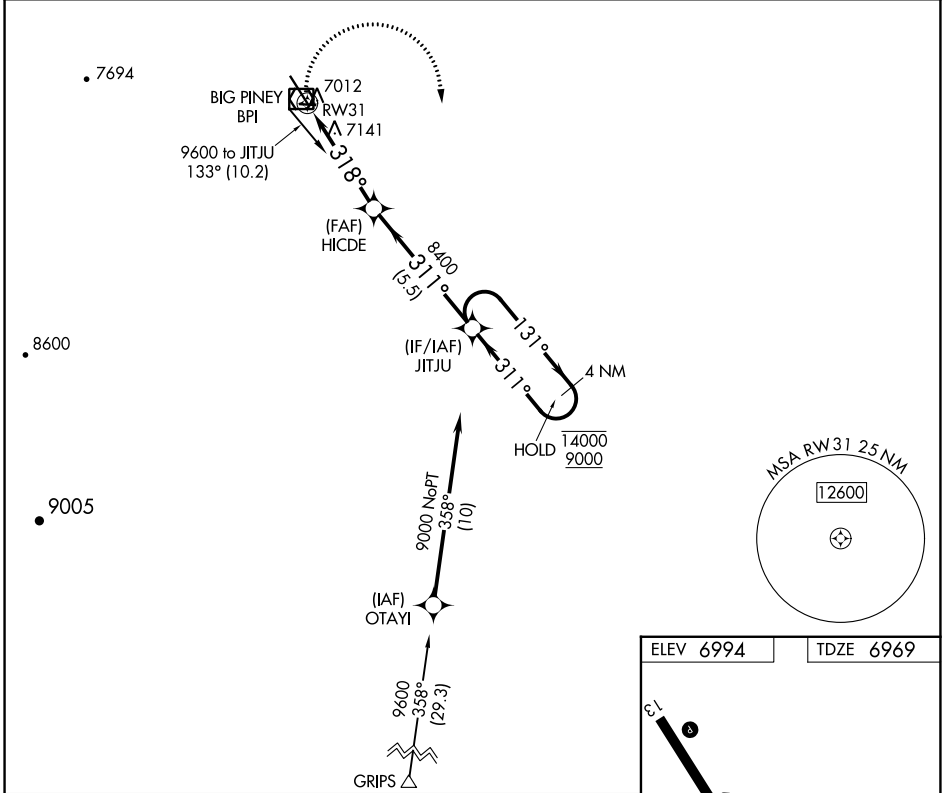 7694
BIG PINEY
BPI
7012
RW31
7141
9600 to JITJU
133° (10.2)
318°
(FAF)
HICDE
8400
311°
(5.5)
8600
(IF/IAF)
JITJU
131°
311°
4 NM
HOLD
14000
9000
MSA RW31 25 NM
12600
9005
9000 NoPT
358°
(10)
(IAF)
OTAYI
9600
358°
(29.3)
GRIPS
ELEV 6994
TDZE 6969
13
P